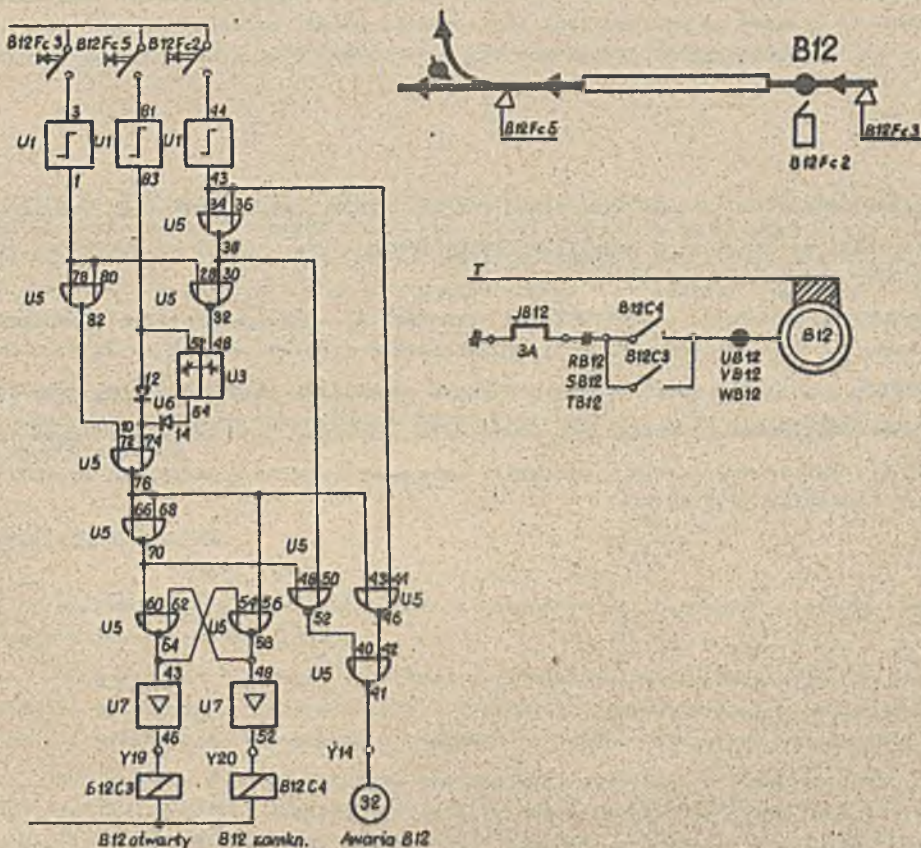 B12Fc3 B12Fc5 B12Fc2
B12
B12Fc5
B12Fc2
B12Fc3
3 81 44
U1 U1 U1
1 83 43
34 36
U5
38
78 80
28 30
U5 U5
82 32
51 48
U3
12
U6
64
10 14
72 74
U5
76
66 68
U5
70
U5
48 50
43 44
U5
52 46
60 62 54 56
U5 U5
64 58
40 42
U5
41
43 48
U7 U7
46 52
Y19 Y20 Y14
Б12C3 B12C4
32
B12 otwarty B12 zamkn. Awaria B12
T
JB12
3A
B12C4
B12C3
RB12
SB12
TB12
UB12
VB12
WB12
B12